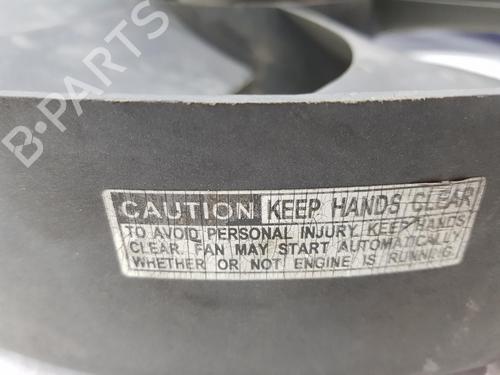 B-PARTS
CAUTION KEEP HANDS CLEAR
TO AVOID PERSONAL INJURY, KEEP HANDS
CLEAR. FAN MAY START AUTOMATICALLY
WHETHER OR NOT ENGINE IS RUNNING